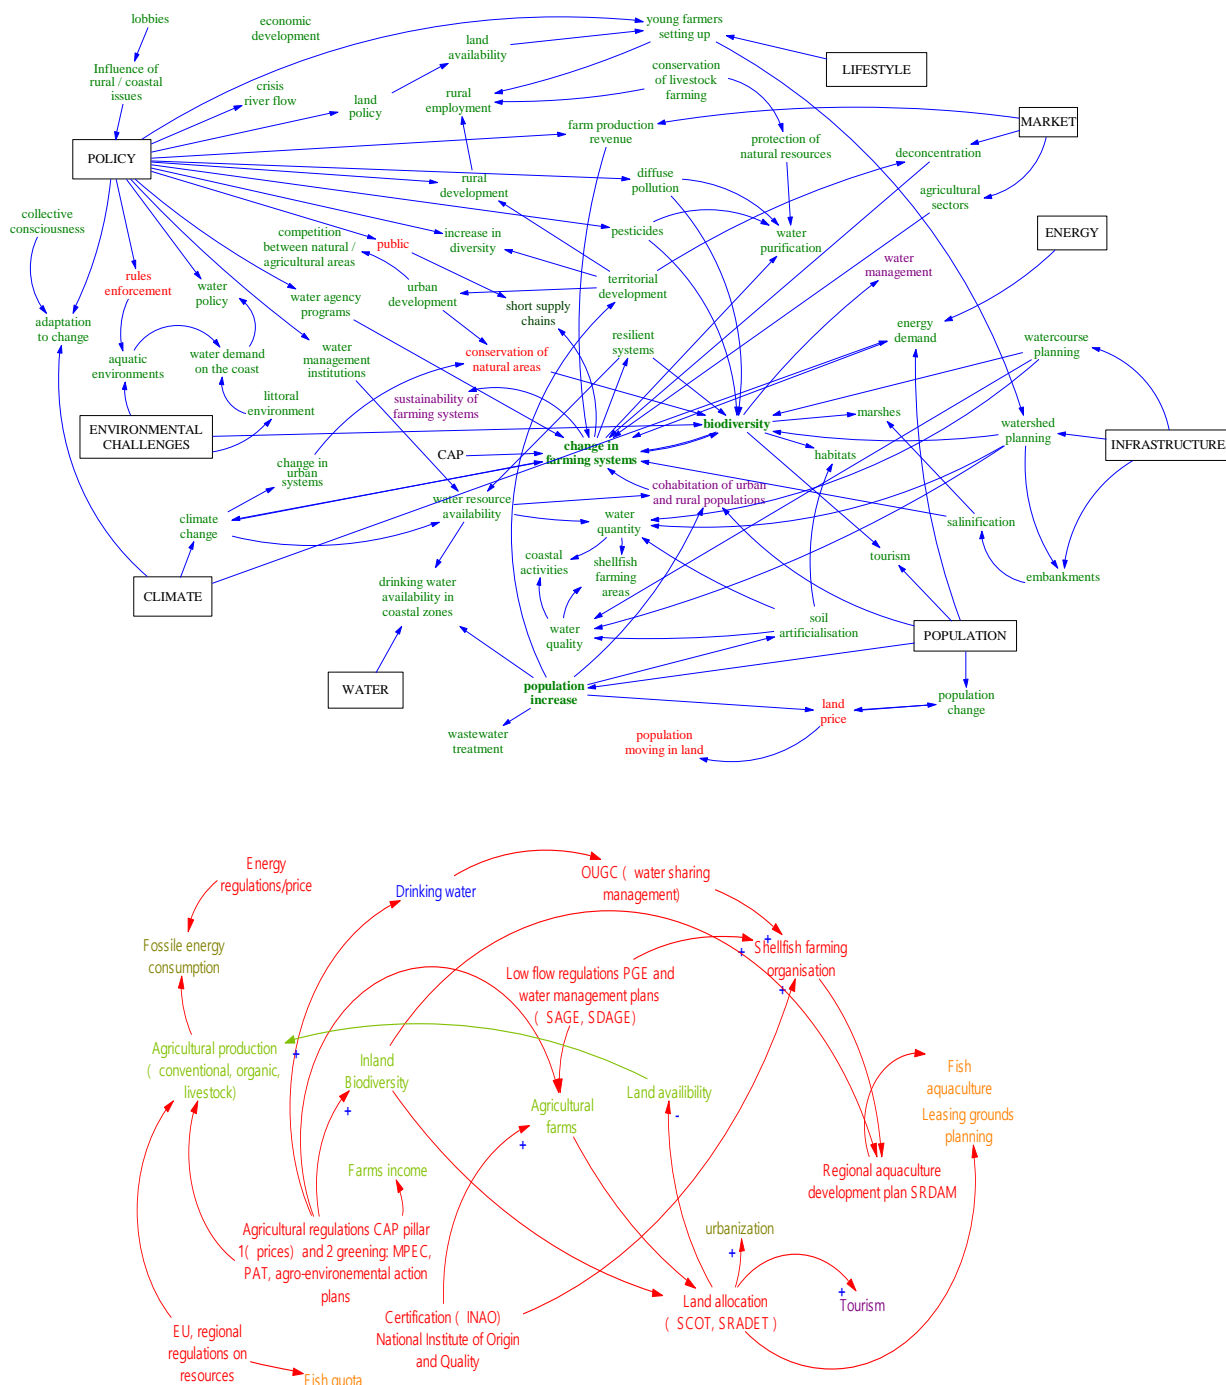 lobbies
economic
development
young farmers
setting up
land
availability
LIFESTYLE
Influence of
rural / coastal
issues
crisis
river flow
land
policy
rural
employment
conservation
of livestock
farming
MARKET
POLICY
farm production
revenue
protection of
natural resources
deconcentration
rural
development
diffuse
pollution
agricultural
sectors
collective
consciousness
competition
between natural /
agricultural areas
public
increase in
diversity
pesticides
water
purification
ENERGY
rules
enforcement
water
policy
water agency
programs
urban
development
territorial
development
water
management
short supply
chains
adaptation
to change
aquatic
environments
water demand
on the coast
water
management
institutions
conservation of
natural areas
resilient
systems
energy
demand
watercourse
planning
littoral
environment
sustainability of
farming systems
ENVIRONMENTAL
CHALLENGES
biodiversity
marshes
watershed
planning
INFRASTRUCTURE
CAP
change in
farming systems
habitats
change in
urban
systems
cohabitation of urban
and rural populations
water resource
availability
climate
change
water
quantity
salinification
coastal
activities
shellfish
farming
areas
tourism
embankments
CLIMATE
drinking water
availability in
coastal zones
water
quality
soil
artificialisation
POPULATION
WATER
population
increase
land
price
population
change
wastewater
treatment
population
moving in land
Energy
regulations/price
Drinking water
OUGC ( water sharing
management)
Fossile energy
consumption
+
+
Shellfish farming
organisation
Low flow regulations PGE and
water management plans
( SAGE, SDAGE)
+
Agricultural production
( conventional, organic,
livestock)
+
Inland
Biodiversity
+
Agricultural
farms
+
Land availibility
-
Fish
aquaculture
Leasing grounds
planning
Farms income
Regional aquaculture
development plan SRDAM
Agricultural regulations CAP pillar
1( prices) and 2 greening: MPEC,
PAT, agro-environemental action
plans
urbanization
+
Certification ( INAO)
National Institute of Origin
and Quality
Land allocation
( SCOT, SRADET )
+
Tourism
EU, regional
regulations on
resources
Fish quota